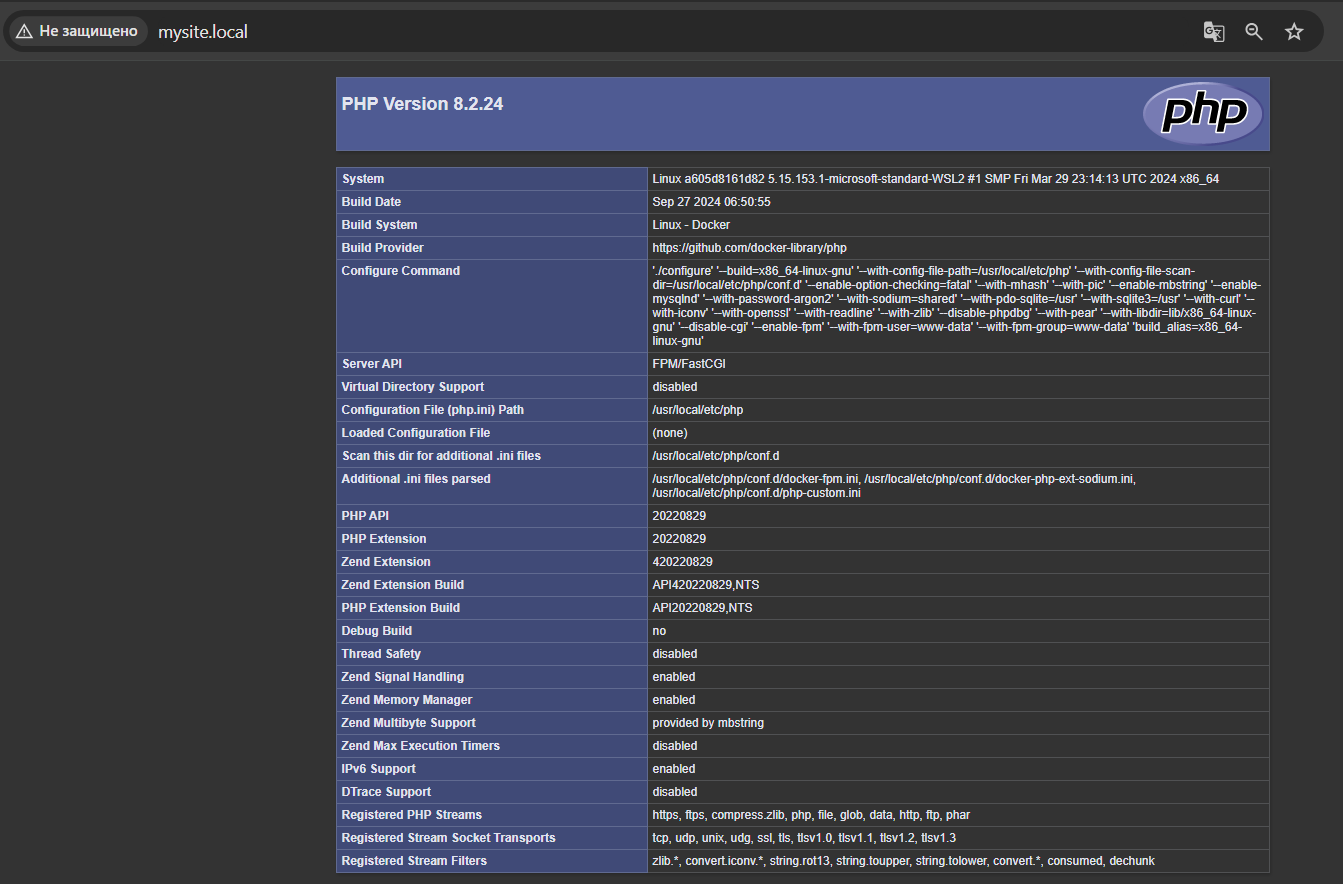 Не защищено mysite.local
PHP Version 8.2.24
php
System Linux a605d8161d82 5.15.153.1-microsoft-standard-WSL2 #1 SMP Fri Mar 29 23:14:13 UTC 2024 x86_64
Build Date Sep 27 2024 06:50:55
Build System Linux - Docker
Build Provider https://github.com/docker-library/php
Configure Command './configure' '--build=x86_64-linux-gnu' '--with-config-file-path=/usr/local/etc/php' '--with-config-file-scan-
dir=/usr/local/etc/php/conf.d' '--enable-option-checking=fatal' '--with-mhash' '--with-pic' '--enable-mbstring' '--enable-
mysqlnd' '--with-password-argon2' '--with-sodium=shared' '--with-pdo-sqlite=/usr' '--with-sqlite3=/usr' '--with-curl' '--
with-iconv' '--with-openssl' '--with-readline' '--with-zlib' '--disable-phpdbg' '--with-pear' '--with-libdir=lib/x86_64-linux-
gnu' '--disable-cgi' '--enable-fpm' '--with-fpm-user=www-data' '--with-fpm-group=www-data' 'build_alias=x86_64-
linux-gnu'
Server API FPM/FastCGI
Virtual Directory Support disabled
Configuration File (php.ini) Path /usr/local/etc/php
Loaded Configuration File (none)
Scan this dir for additional .ini files /usr/local/etc/php/conf.d
Additional .ini files parsed /usr/local/etc/php/conf.d/docker-fpm.ini, /usr/local/etc/php/conf.d/docker-php-ext-sodium.ini,
/usr/local/etc/php/conf.d/php-custom.ini
PHP API 20220829
PHP Extension 20220829
Zend Extension 420220829
Zend Extension Build API420220829,NTS
PHP Extension Build API20220829,NTS
Debug Build no
Thread Safety disabled
Zend Signal Handling enabled
Zend Memory Manager enabled
Zend Multibyte Support provided by mbstring
Zend Max Execution Timers disabled
IPv6 Support enabled
DTrace Support disabled
Registered PHP Streams https, ftps, compress.zlib, php, file, glob, data, http, ftp, phar
Registered Stream Socket Transports tcp, udp, unix, udg, ssl, tls, tlsv1.0, tlsv1.1, tlsv1.2, tlsv1.3
Registered Stream Filters zlib.*, convert.iconv.*, string.rot13, string.toupper, string.tolower, convert.*, consumed, dechunk